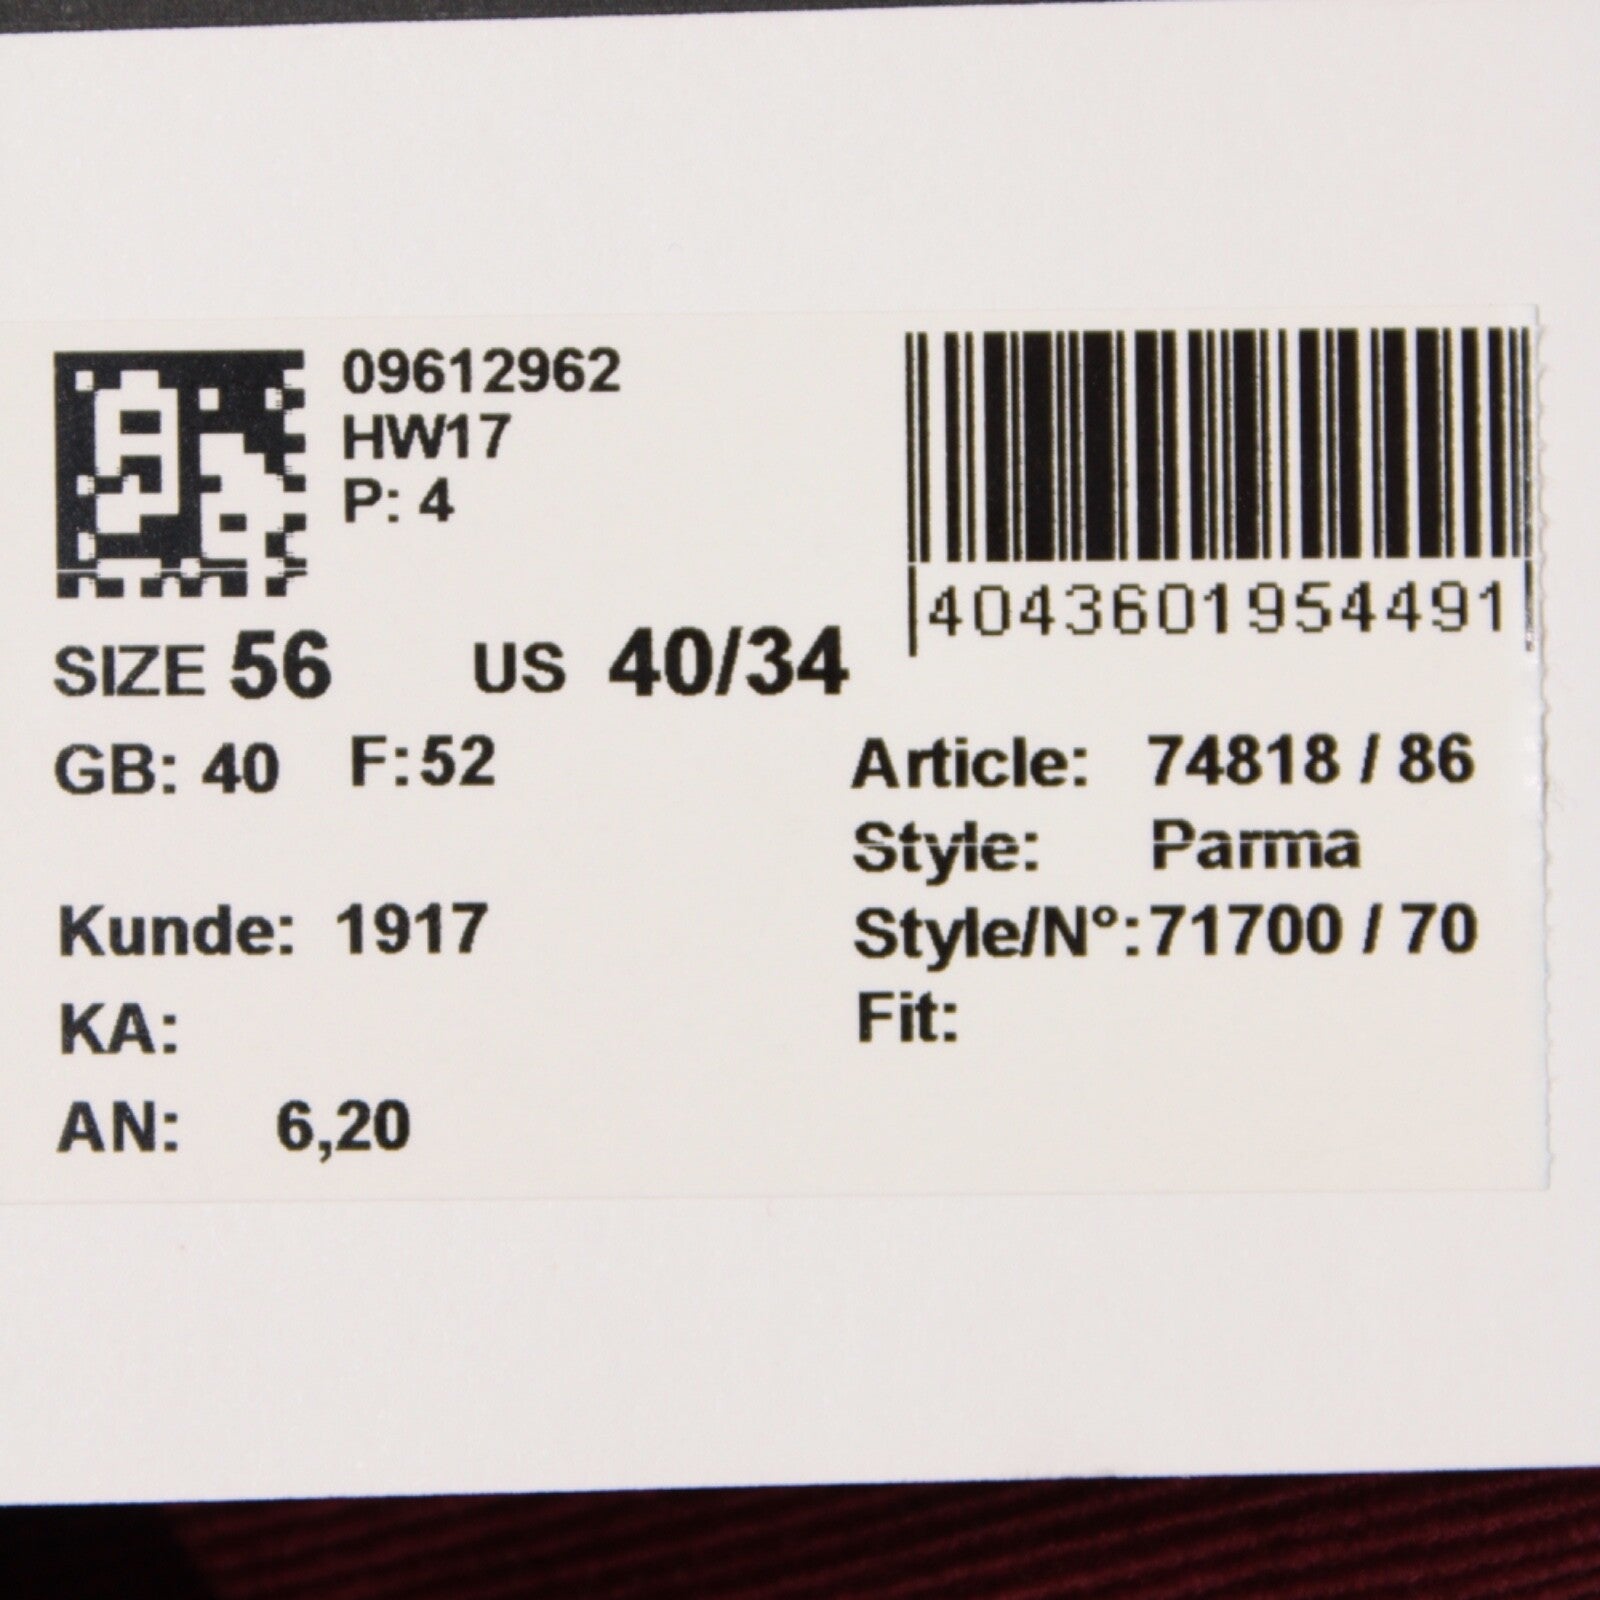 09612962
HW17
P: 4
4043601954491
SIZE 56 US 40/34
GB: 40 F:52
Article: 74818 / 86
Style: Parma
Kunde: 1917
Style/N°: 71700 / 70
KA:
Fit:
AN: 6,20